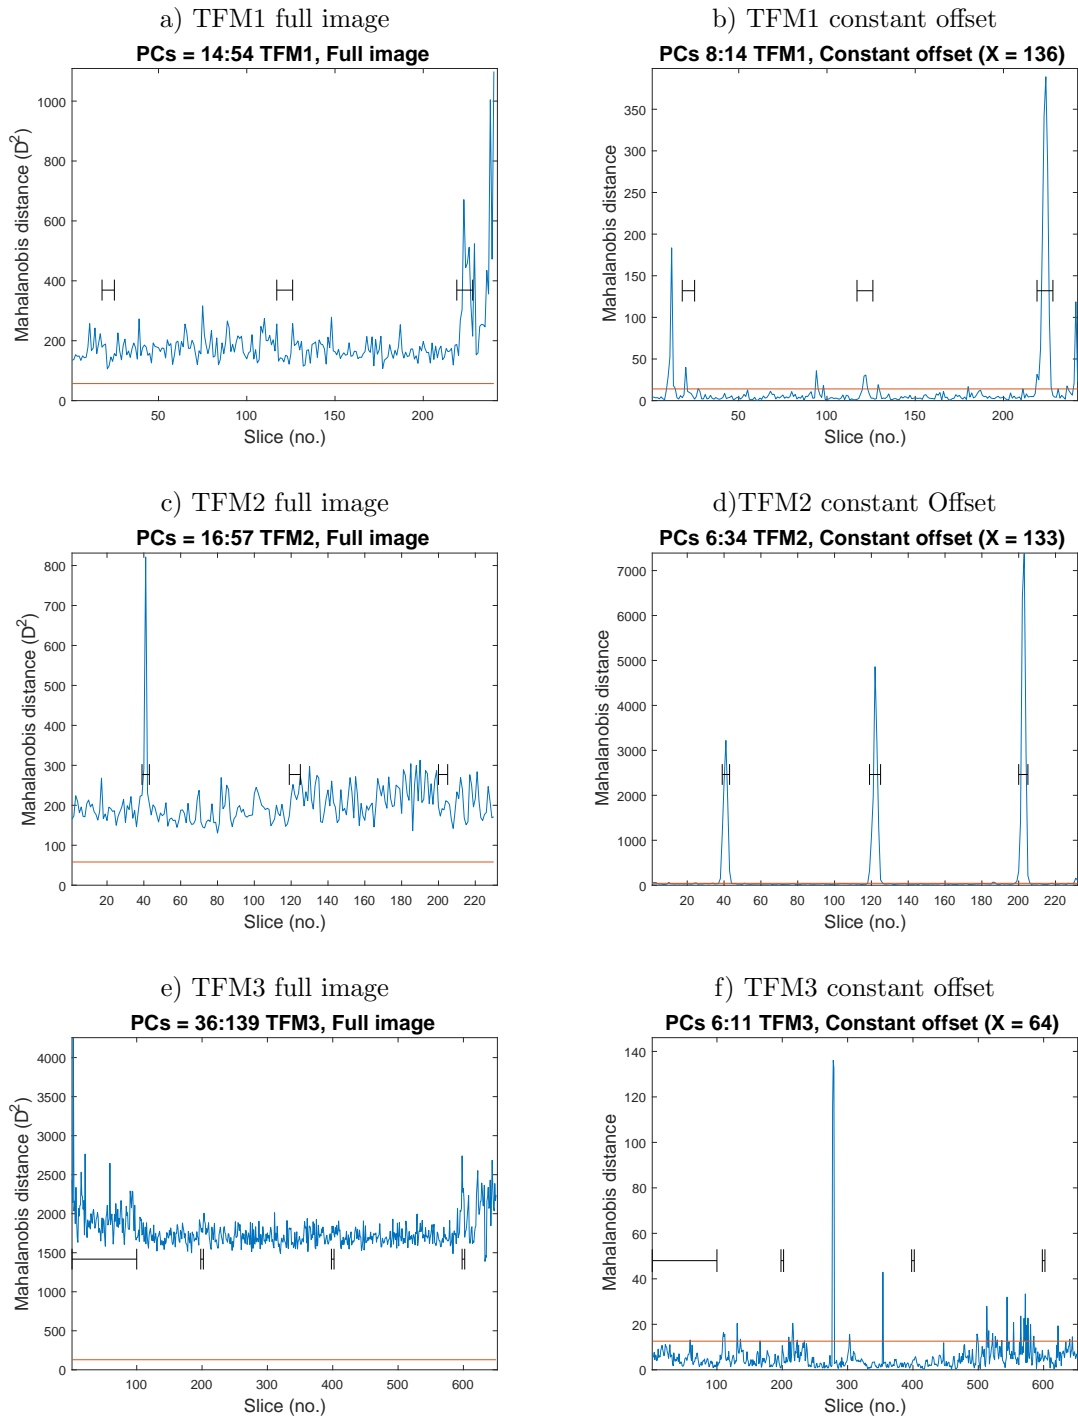 a) TFM1 full image
PCs = 14:54 TFM1, Full image
Mahalanobis distance (D²)
1000
800
600
400
200
0
50 100 150 200
Slice (no.)
b) TFM1 constant offset
PCs 8:14 TFM1, Constant offset (X = 136)
Mahalanobis distance
350
300
250
200
150
100
50
0
50 100 150 200
Slice (no.)
c) TFM2 full image
PCs = 16:57 TFM2, Full image
Mahalanobis distance (D²)
800
700
600
500
400
300
200
100
0
20 40 60 80 100 120 140 160 180 200 220
Slice (no.)
d)TFM2 constant Offset
PCs 6:34 TFM2, Constant offset (X = 133)
Mahalanobis distance
7000
6000
5000
4000
3000
2000
1000
0
20 40 60 80 100 120 140 160 180 200 220
Slice (no.)
e) TFM3 full image
PCs = 36:139 TFM3, Full image
Mahalanobis distance (D²)
4000
3500
3000
2500
2000
1500
1000
500
0
100 200 300 400 500 600
Slice (no.)
f) TFM3 constant offset
PCs 6:11 TFM3, Constant offset (X = 64)
Mahalanobis distance
140
120
100
80
60
40
20
0
100 200 300 400 500 600
Slice (no.)